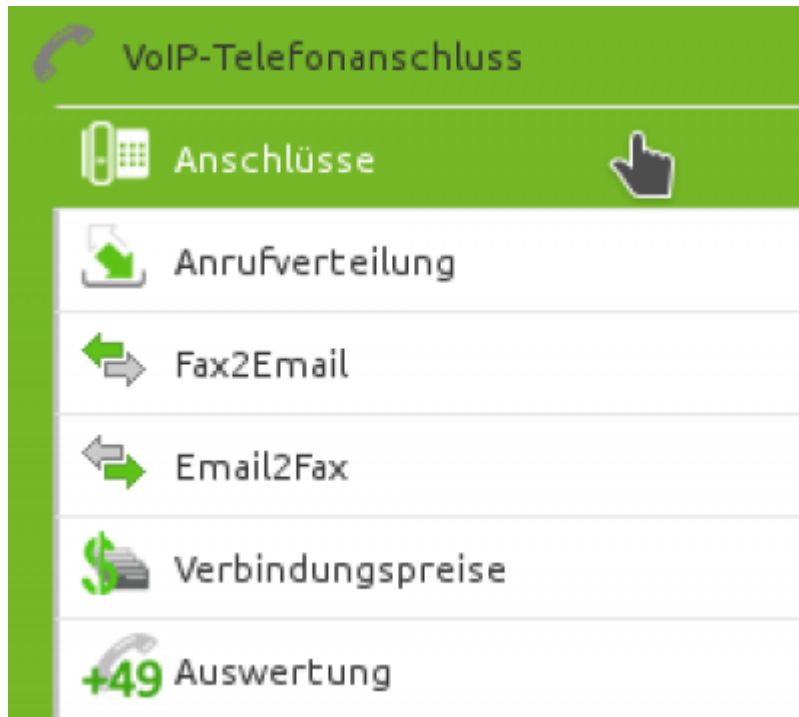 VoIP-Telefonanschluss
Anschlüsse
Anrufverteilung
Fax2Email
Email2Fax
$ Verbindungspreise
+49 Auswertung